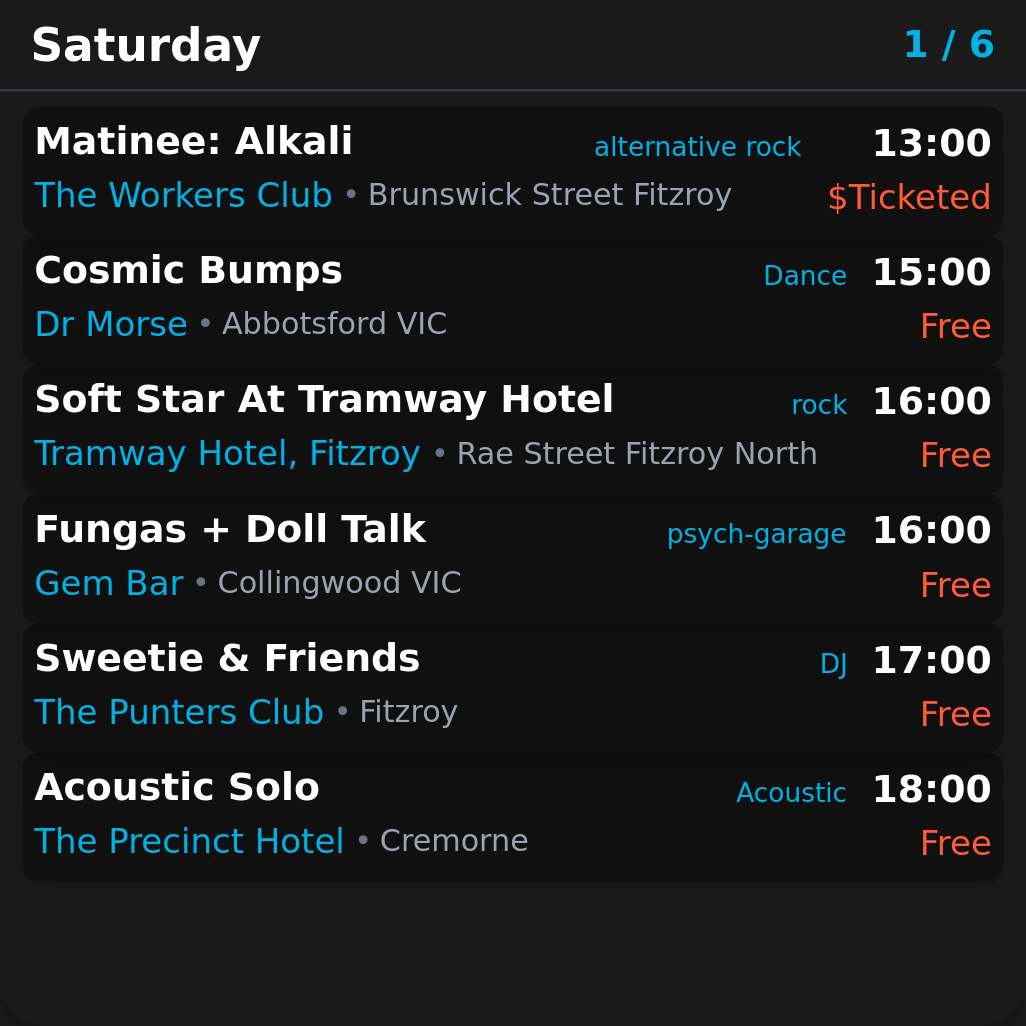 Saturday 1 / 6
Matinee: Alkali alternative rock 13:00
The Workers Club • Brunswick Street Fitzroy $Ticketed
Cosmic Bumps Dance 15:00
Dr Morse • Abbotsford VIC Free
Soft Star At Tramway Hotel rock 16:00
Tramway Hotel, Fitzroy • Rae Street Fitzroy North Free
Fungas + Doll Talk psych-garage 16:00
Gem Bar • Collingwood VIC Free
Sweetie & Friends DJ 17:00
The Punters Club • Fitzroy Free
Acoustic Solo Acoustic 18:00
The Precinct Hotel • Cremorne Free